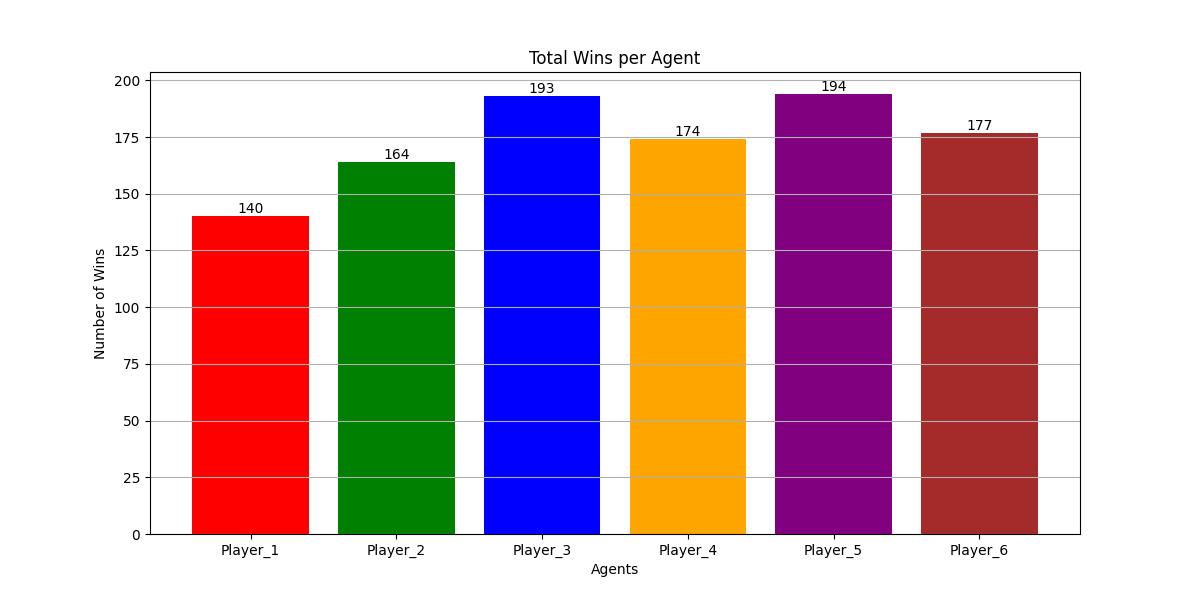 Total Wins per Agent
Number of Wins
200
175
150
125
100
75
50
25
0
140
164
193
174
194
177
Player_1
Player_2
Player_3
Player_4
Player_5
Player_6
Agents